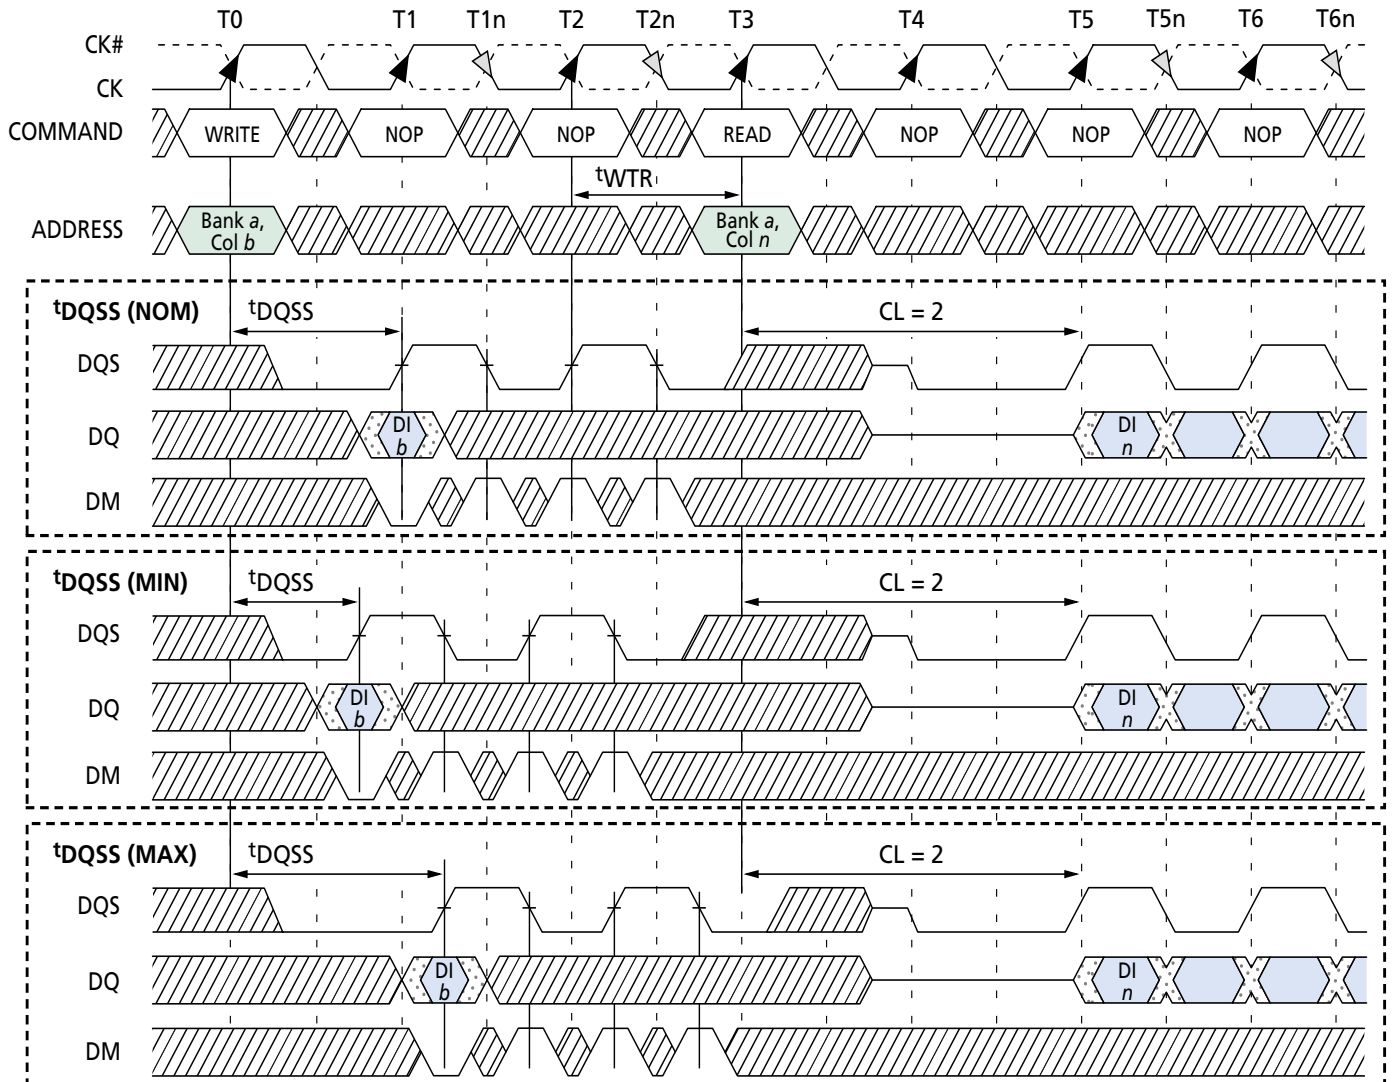 T0 T1 T1n T2 T2n T3 T4 T5 T5n T6 T6n
CK#
CK
COMMAND WRITE NOP NOP READ NOP NOP NOP
tWTR
ADDRESS Bank a, Col b Bank a, Col n
tDQSS (NOM) tDQSS CL = 2
DQS
DQ DI b DI n
DM
tDQSS (MIN) tDQSS CL = 2
DQS
DQ DI b DI n
DM
tDQSS (MAX) tDQSS CL = 2
DQS
DQ DI b DI n
DM